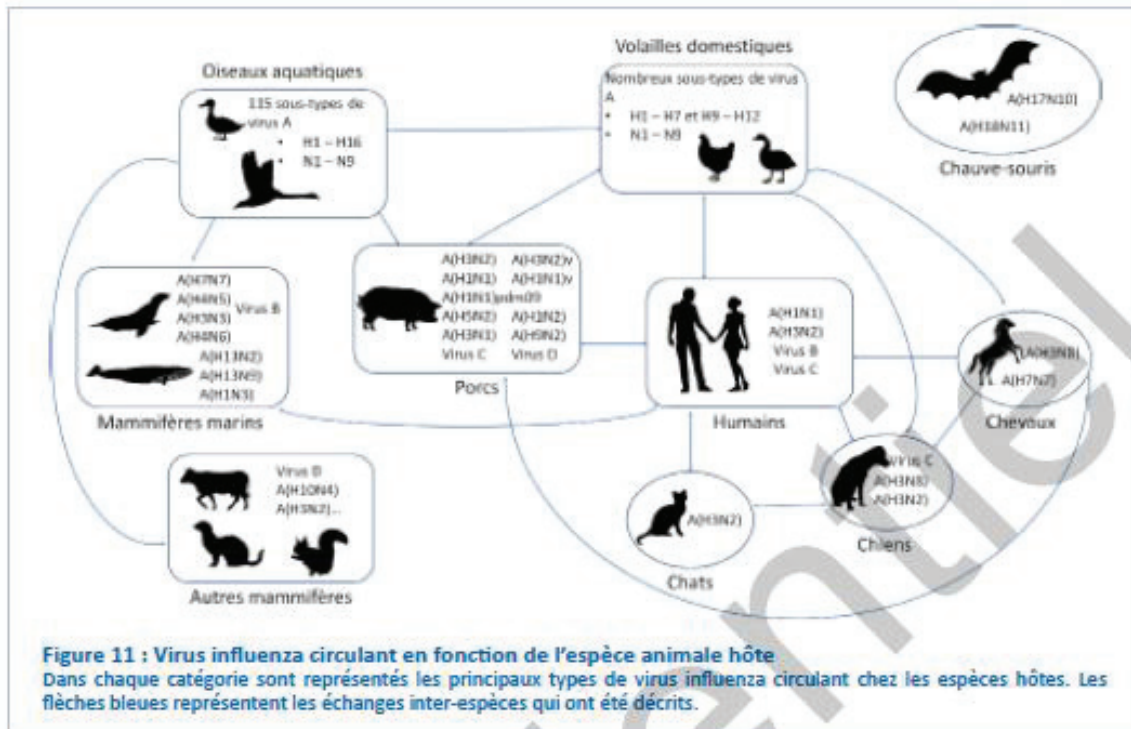 Oiseaux aquatiques
115 sous-types de
virus A
• H1 – H16
• N1 – N9
Volailles domestiques
Nombreux sous-types de virus
A
• H1 – H7 et H9 – H12
• N1 – N9
A(H17N10)
A(H18N11)
Chauve-souris
A(H7N7)
A(H4N5)
Virus B
A(H3N3)
A(H4N6)
A(H13N2)
A(H13N9)
A(H1N3)
Mammifères marins
A(H3N2) A(H3N2)v
A(H1N1) A(H1N1)v
A(H1N1)pdm09
A(H5N2) A(H1N2)
A(H3N1) A(H9N2)
Virus C Virus D
Porcs
A(H1N1)
A(H3N2)
Virus B
Virus C
Humains
A(H3N8)
A(H7N7)
Chevaux
Virus C
A(H3N8)
A(H3N2)
Chiens
A(H3N2)
Chats
Virus D
A(H10N4)
A(H3N2)...
Autres mammifères
Figure 11 : Virus influenza circulant en fonction de l'espèce animale hôte
Dans chaque catégorie sont représentés les principaux types de virus influenza circulant chez les espèces hôtes. Les
flèches bleues représentent les échanges inter-espèces qui ont été décrits.
entiel